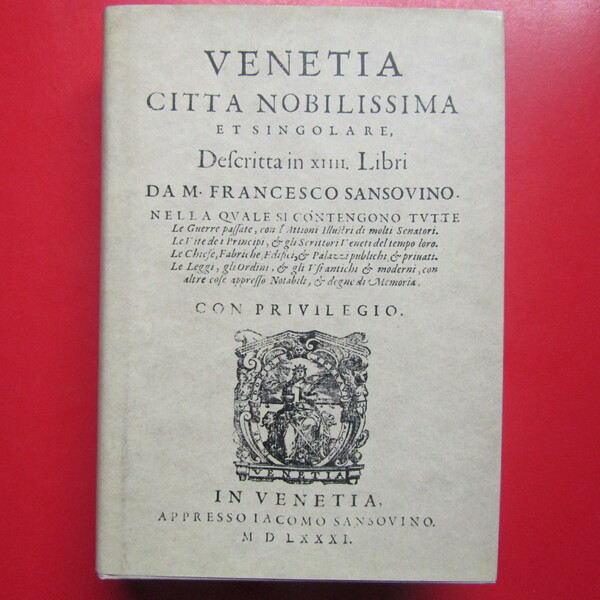 VENETIA
CITTA NOBILISSIMA
ET SINGOLARE,
Deſcritta in XIIII. Libri
DA M. FRANCESCO SANSOVINO.
NELLA QVALE SI CONTENGONO TVTTE
Le Guerre paſſate, con l'Attioni Illuſtri di molti Senatori.
Le Vite de i Principi, & gli Scrittori Veneti del tempo loro.
Le Chieſe, Fabriche, Edifici, & Palazzi publichi, & priuati.
Le Leggi, gli Ordini, & gli Vſi antichi & moderni, con
altre coſe appreſſo Notabili, & degne di Memoria.
CON PRIVILEGIO.
VENETIA
IN VENETIA,
APPRESSO IACOMO SANSOVINO.
M D LXXXI.